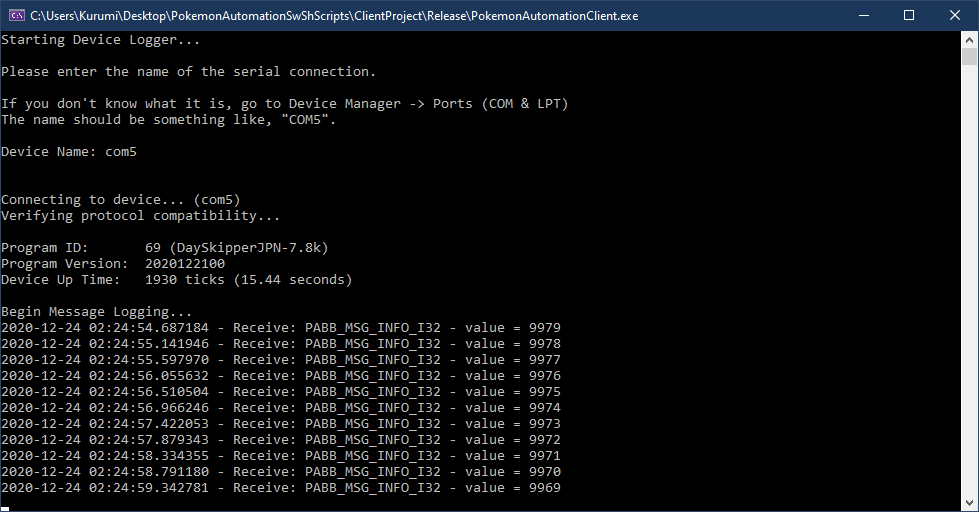 C:\Users\Kurumi\Desktop\PokemonAutomationSwShScripts\ClientProject\Release\PokemonAutomationClient.exe
Starting Device Logger...
Please enter the name of the serial connection.
If you don't know what it is, go to Device Manager -> Ports (COM & LPT)
The name should be something like, "COM5".
Device Name: com5
Connecting to device... (com5)
Verifying protocol compatibility...
Program ID:       69 (DaySkipperJPN-7.8k)
Program Version:  2020122100
Device Up Time:   1930 ticks (15.44 seconds)
Begin Message Logging...
2020-12-24 02:24:54.687184 - Receive: PABB_MSG_INFO_I32 - value = 9979
2020-12-24 02:24:55.141946 - Receive: PABB_MSG_INFO_I32 - value = 9978
2020-12-24 02:24:55.597970 - Receive: PABB_MSG_INFO_I32 - value = 9977
2020-12-24 02:24:56.055632 - Receive: PABB_MSG_INFO_I32 - value = 9976
2020-12-24 02:24:56.510504 - Receive: PABB_MSG_INFO_I32 - value = 9975
2020-12-24 02:24:56.966246 - Receive: PABB_MSG_INFO_I32 - value = 9974
2020-12-24 02:24:57.422053 - Receive: PABB_MSG_INFO_I32 - value = 9973
2020-12-24 02:24:57.879343 - Receive: PABB_MSG_INFO_I32 - value = 9972
2020-12-24 02:24:58.334355 - Receive: PABB_MSG_INFO_I32 - value = 9971
2020-12-24 02:24:58.791180 - Receive: PABB_MSG_INFO_I32 - value = 9970
2020-12-24 02:24:59.342781 - Receive: PABB_MSG_INFO_I32 - value = 9969